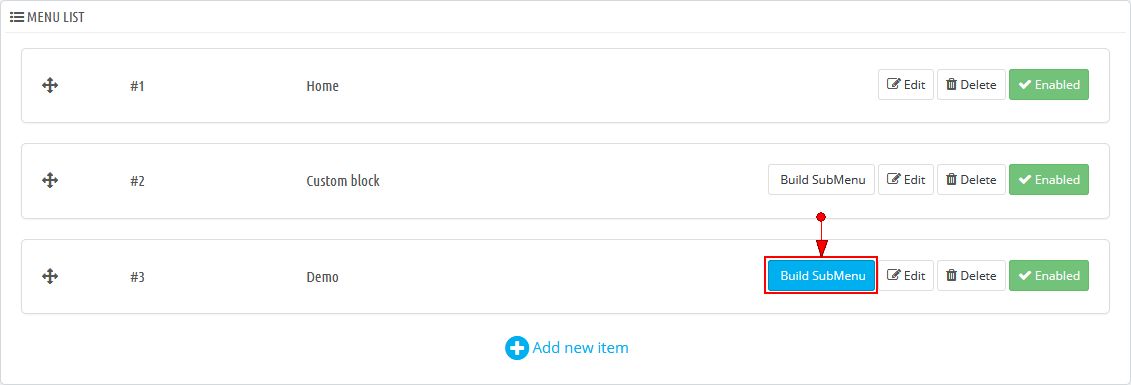 MENU LIST
#1 Home Edit Delete Enabled
#2 Custom block Build SubMenu Edit Delete Enabled
#3 Demo Build SubMenu Edit Delete Enabled
Add new item